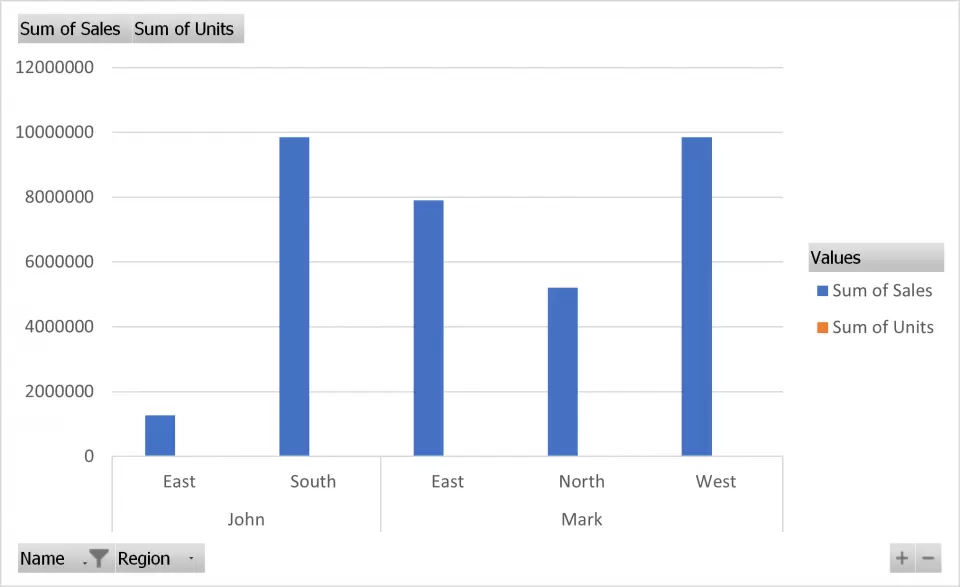 Sum of Sales Sum of Units
12000000
10000000
8000000
6000000
4000000
2000000
0
Values
Sum of Sales
Sum of Units
East South East North West
John Mark
Name Region